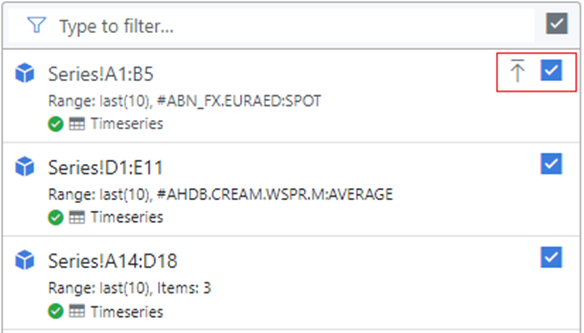 Type to filter...
Series!A1:B5
Range: last(10), #ABN_FX.EURAED:SPOT
Timeseries
Series!D1:E11
Range: last(10), #AHDB.CREAM.WSPR.M:AVERAGE
Timeseries
Series!A14:D18
Range: last(10), Items: 3
Timeseries